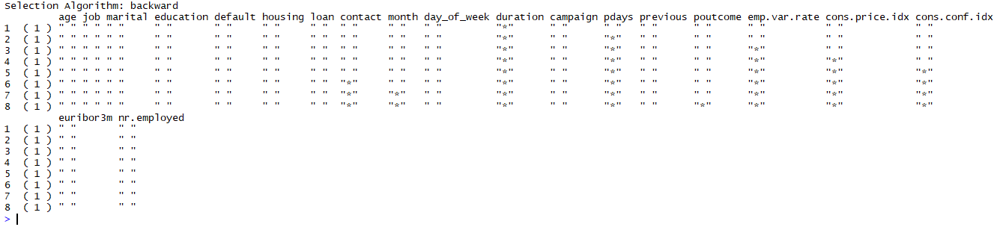 Selection Algorithm: backward
age job marital education default housing loan contact month day_of_week duration campaign pdays previous poutcome emp.var.rate cons.price.idx cons.conf.idx
1 ( 1 ) " " " " " " " " " " " " " " " " " " " " "*" " " " " " " " " " " " " " "
2 ( 1 ) " " " " " " " " " " " " " " " " " " " " "*" " " "*" " " " " " " " " " "
3 ( 1 ) " " " " " " " " " " " " " " " " " " " " "*" " " "*" " " " " "*" " " " "
4 ( 1 ) " " " " " " " " " " " " " " " " " " " " "*" " " "*" " " " " "*" "*" " "
5 ( 1 ) " " " " " " " " " " " " " " " " " " " " "*" " " "*" " " " " "*" "*" "*"
6 ( 1 ) " " " " " " " " " " " " " " "*" " " " " "*" " " "*" " " " " "*" "*" "*"
7 ( 1 ) " " " " " " " " " " " " " " "*" "*" " " "*" " " "*" " " " " "*" "*" "*"
8 ( 1 ) " " " " " " " " " " " " " " "*" "*" " " "*" " " "*" " " "*" "*" "*" "*"
euribor3m nr.employed
1 ( 1 ) " " " "
2 ( 1 ) " " " "
3 ( 1 ) " " " "
4 ( 1 ) " " " "
5 ( 1 ) " " " "
6 ( 1 ) " " " "
7 ( 1 ) " " " "
8 ( 1 ) " " " "
>